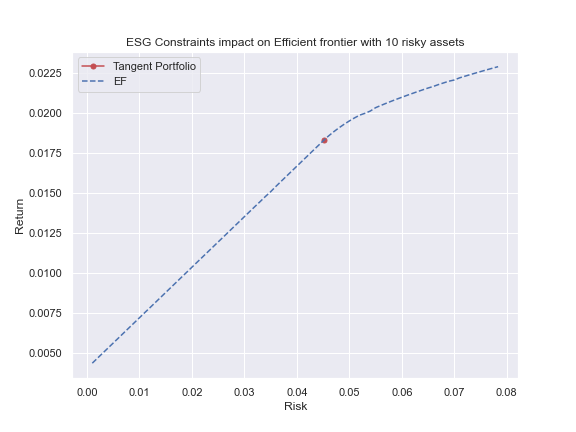 ESG Constraints impact on Efficient frontier with 10 risky assets
Tangent Portfolio
EF
0.0225
0.0200
0.0175
0.0150
0.0125
0.0100
0.0075
0.0050
Return
0.00 0.01 0.02 0.03 0.04 0.05 0.06 0.07 0.08
Risk